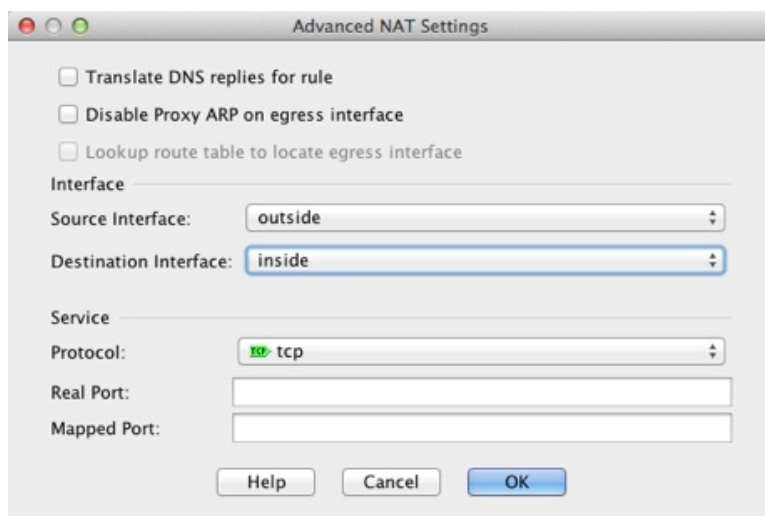 Advanced NAT Settings
Translate DNS replies for rule
Disable Proxy ARP on egress interface
Lookup route table to locate egress interface
Interface
Source Interface: outside
Destination Interface: inside
Service
Protocol: TCP tcp
Real Port:
Mapped Port:
Help Cancel OK